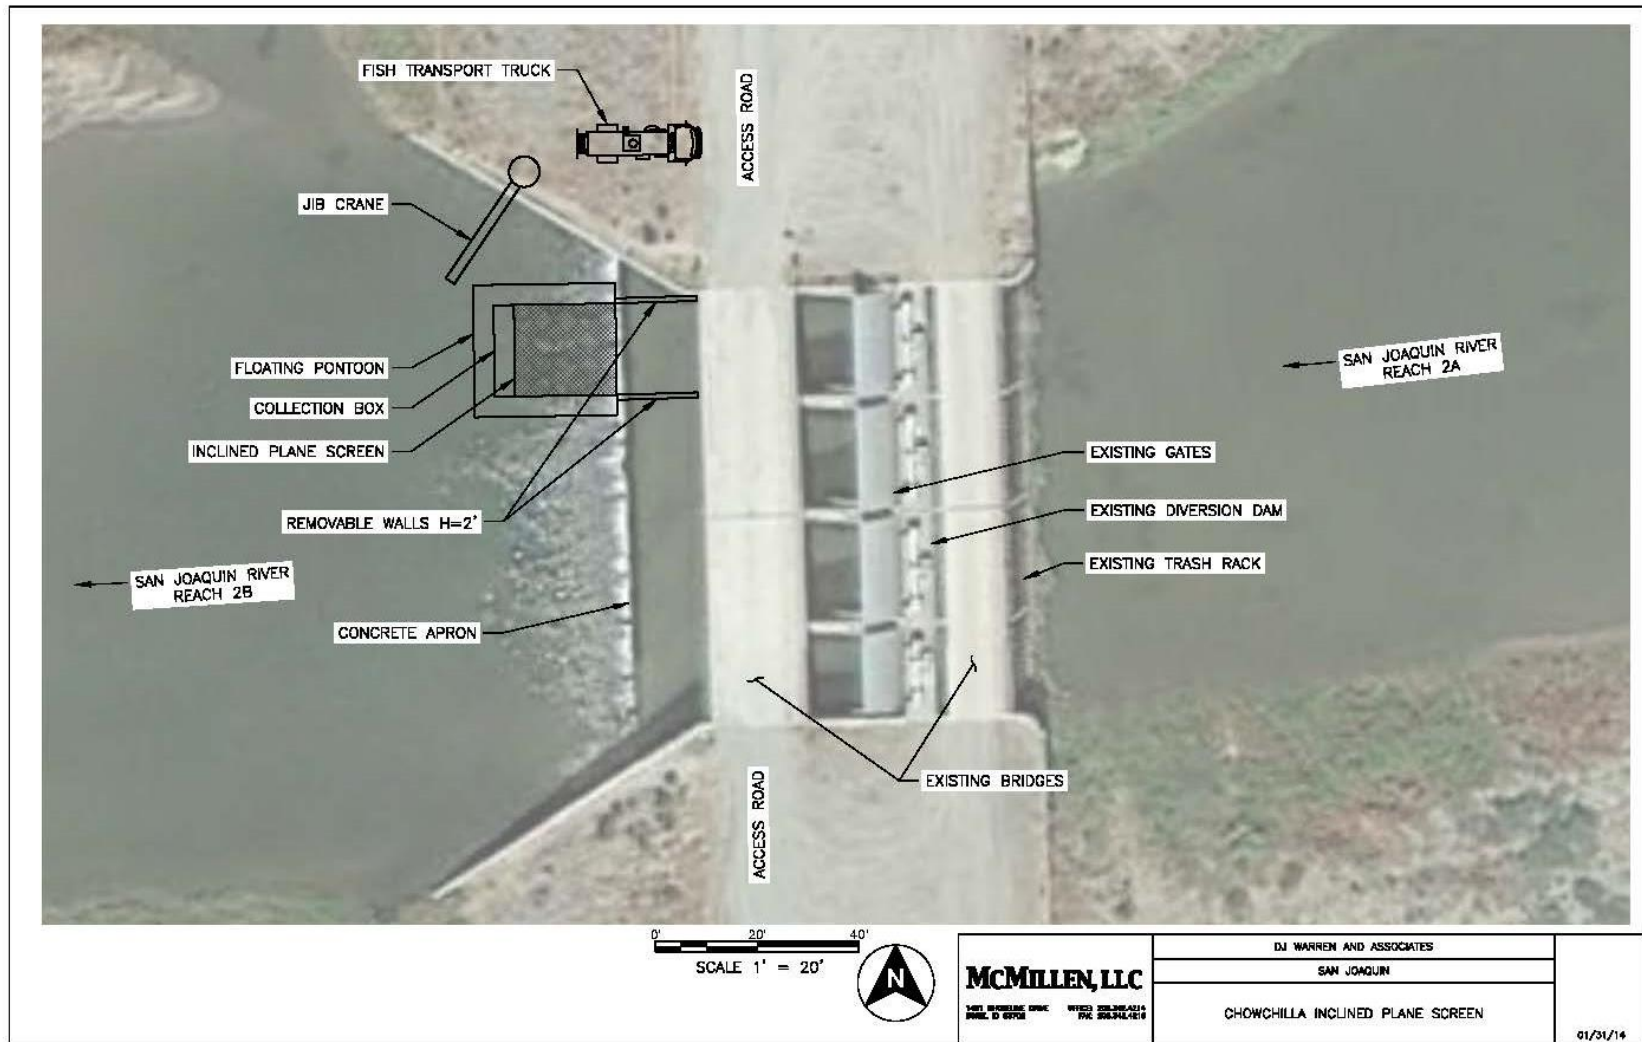 FISH TRANSPORT TRUCK
ACCESS ROAD
JIB CRANE
FLOATING PONTOON
COLLECTION BOX
INCLINED PLANE SCREEN
REMOVABLE WALLS H=2'
SAN JOAQUIN RIVER
REACH 2B
CONCRETE APRON
SAN JOAQUIN RIVER
REACH 2A
EXISTING GATES
EXISTING DIVERSION DAM
EXISTING TRASH RACK
EXISTING BRIDGES
ACCESS ROAD
0' 20' 40'
SCALE 1' = 20'
N
MCMILLEN, LLC
DJ WARREN AND ASSOCIATES
SAN JOAQUIN
CHOWCHILLA INCLINED PLANE SCREEN
01/31/14